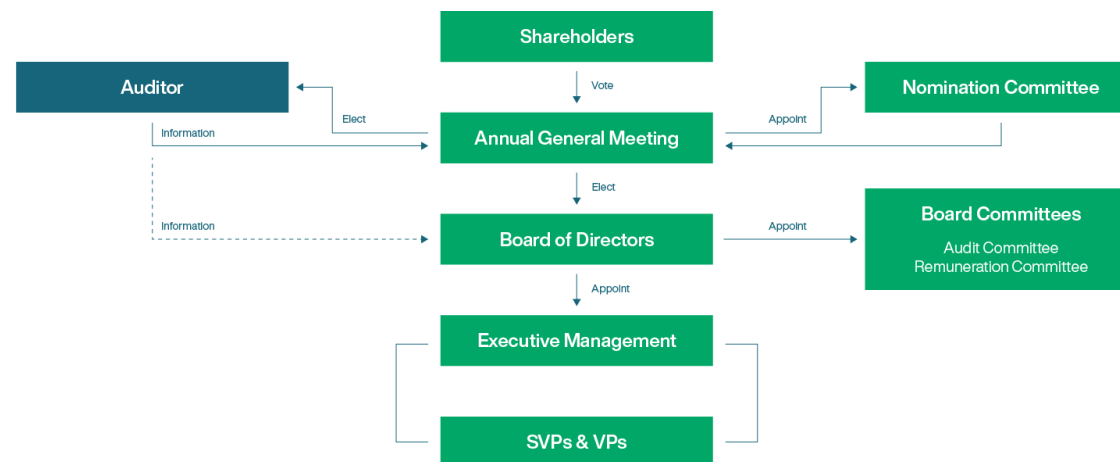 Shareholders
Vote
Auditor
Nomination Committee
Elect
Appoint
Information
Annual General Meeting
Elect
Information
Board of Directors
Appoint
Board Committees
Audit Committee
Remuneration Committee
Appoint
Executive Management
SVPs & VPs